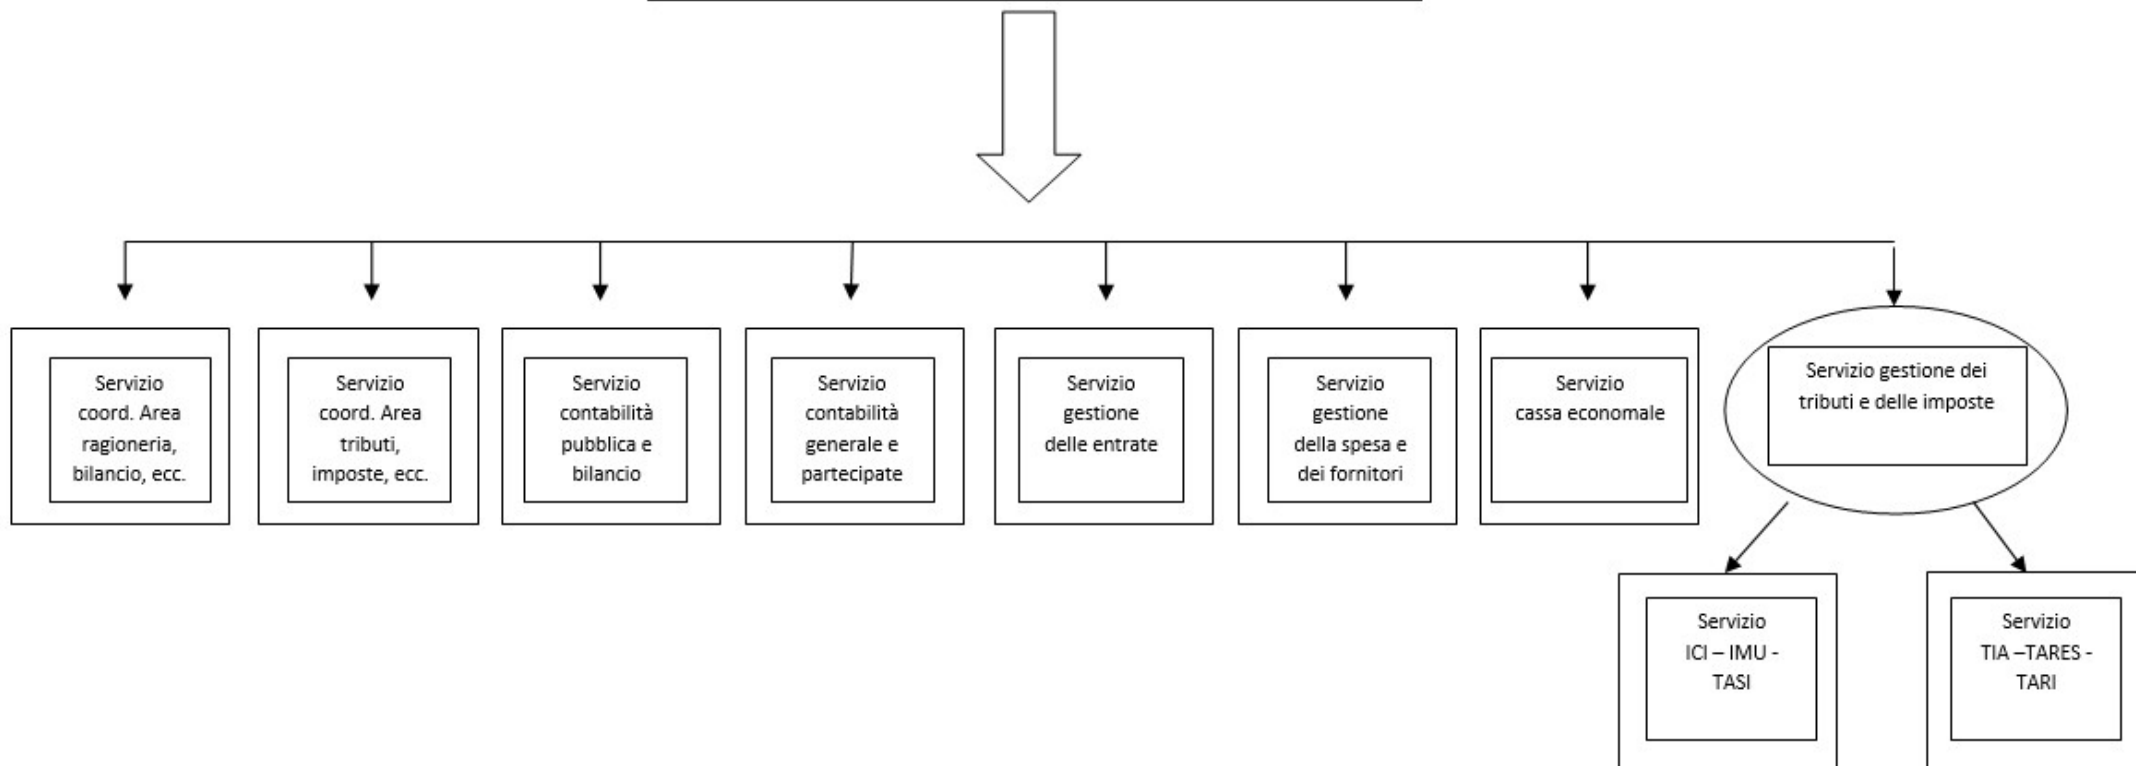 Servizio
coord. Area
ragioneria,
bilancio, ecc.
Servizio
coord. Area
tributi,
imposte, ecc.
Servizio
contabilità
pubblica e
bilancio
Servizio
contabilità
generale e
partecipate
Servizio
gestione
delle entrate
Servizio
gestione
della spesa e
dei fornitori
Servizio
cassa economale
Servizio gestione dei
tributi e delle imposte
Servizio
ICI – IMU -
TASI
Servizio
TIA –TARES -
TARI